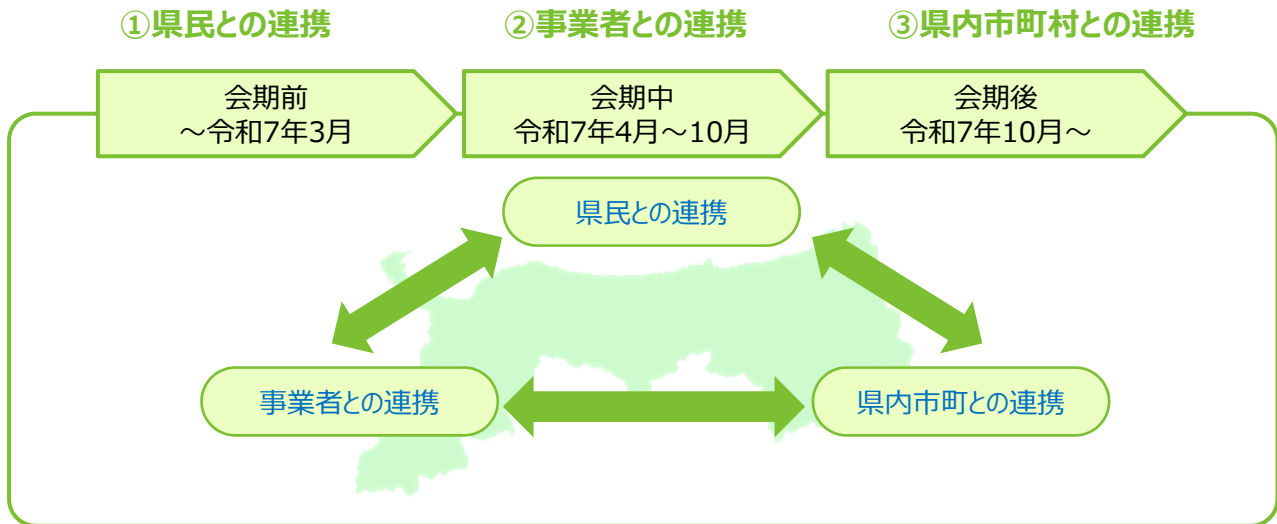 ①県民との連携
②事業者との連携
③県内市町村との連携
会期前
～令和7年3月
会期中
令和7年4月～10月
会期後
令和7年10月～
県民との連携
事業者との連携
県内市町との連携